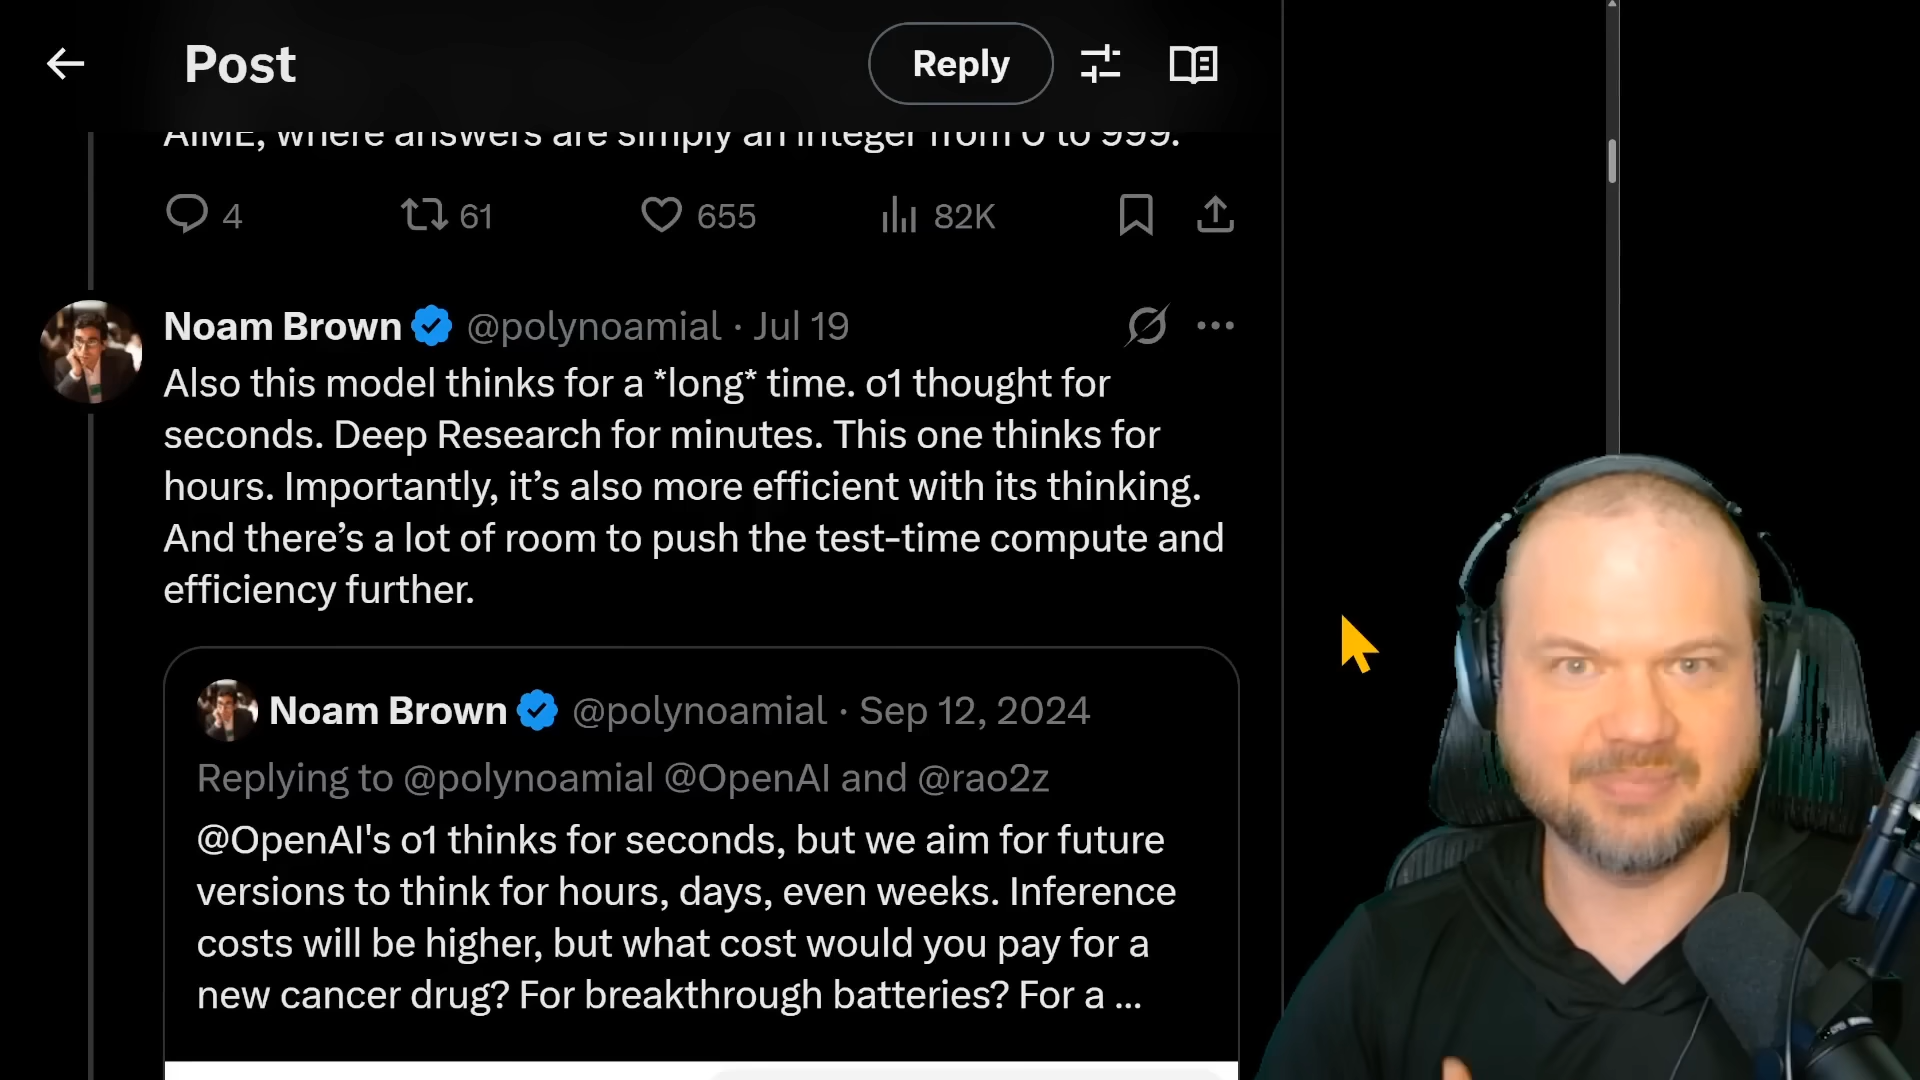 Post
Reply
AIME, where answers are simply an integer from 0 to 999.
4 61 655 82K
Noam Brown @polynoamial · Jul 19
Also this model thinks for a *long* time. o1 thought for
seconds. Deep Research for minutes. This one thinks for
hours. Importantly, it’s also more efficient with its thinking.
And there’s a lot of room to push the test-time compute and
efficiency further.
Noam Brown @polynoamial · Sep 12, 2024
Replying to @polynoamial @OpenAI and @rao2z
@OpenAI's o1 thinks for seconds, but we aim for future
versions to think for hours, days, even weeks. Inference
costs will be higher, but what cost would you pay for a
new cancer drug? For breakthrough batteries? For a ...